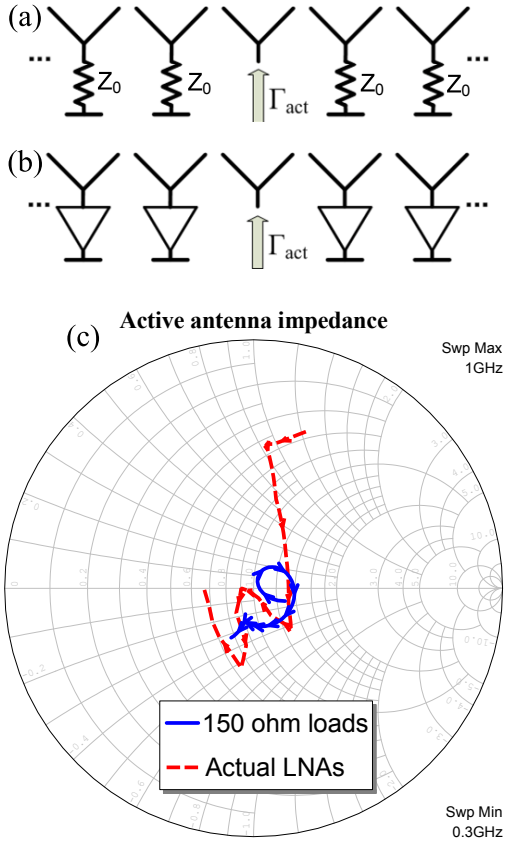 (a)
... Z0 Z0 Γact Z0 Z0 ...
(b)
... Γact ...
Active antenna impedance
(c)
Swp Max
1GHz
150 ohm loads
Actual LNAs
Swp Min
0.3GHz